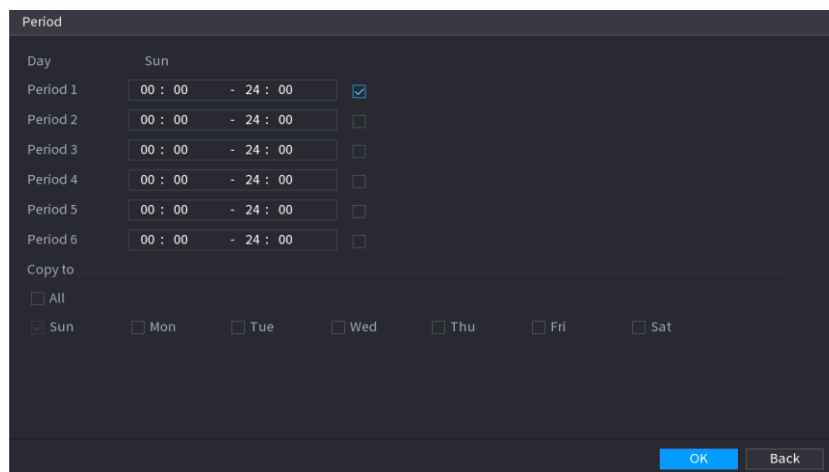 Period
Day Sun
Period 1 00 : 00 - 24 : 00
Period 2 00 : 00 - 24 : 00
Period 3 00 : 00 - 24 : 00
Period 4 00 : 00 - 24 : 00
Period 5 00 : 00 - 24 : 00
Period 6 00 : 00 - 24 : 00
Copy to
All
Sun Mon Tue Wed Thu Fri Sat
OK Back